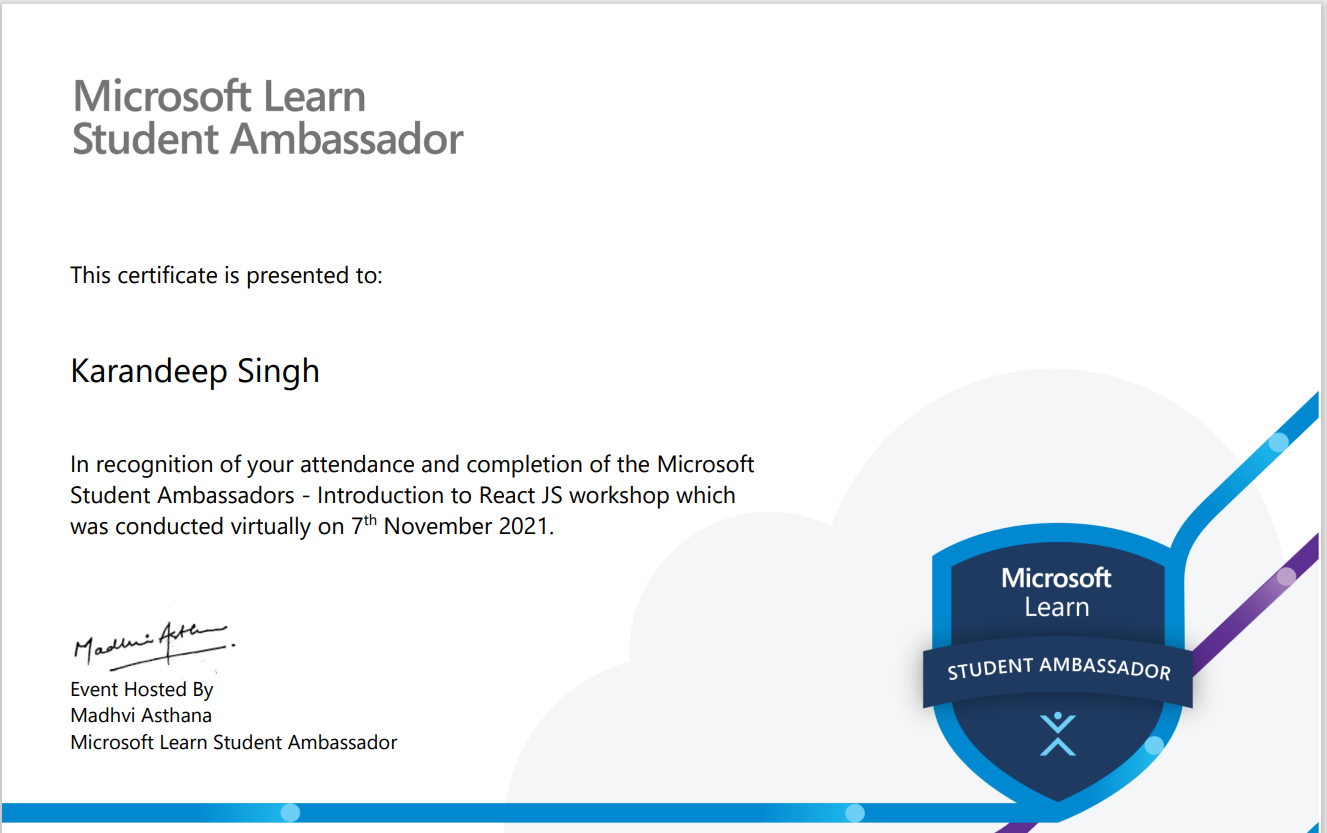 Microsoft Learn
Student Ambassador
This certificate is presented to:
Karandeep Singh
In recognition of your attendance and completion of the Microsoft
Student Ambassadors - Introduction to React JS workshop which
was conducted virtually on 7th November 2021.
Madhvi Asthana.
Event Hosted By
Madhvi Asthana
Microsoft Learn Student Ambassador
Microsoft
Learn
STUDENT AMBASSADOR